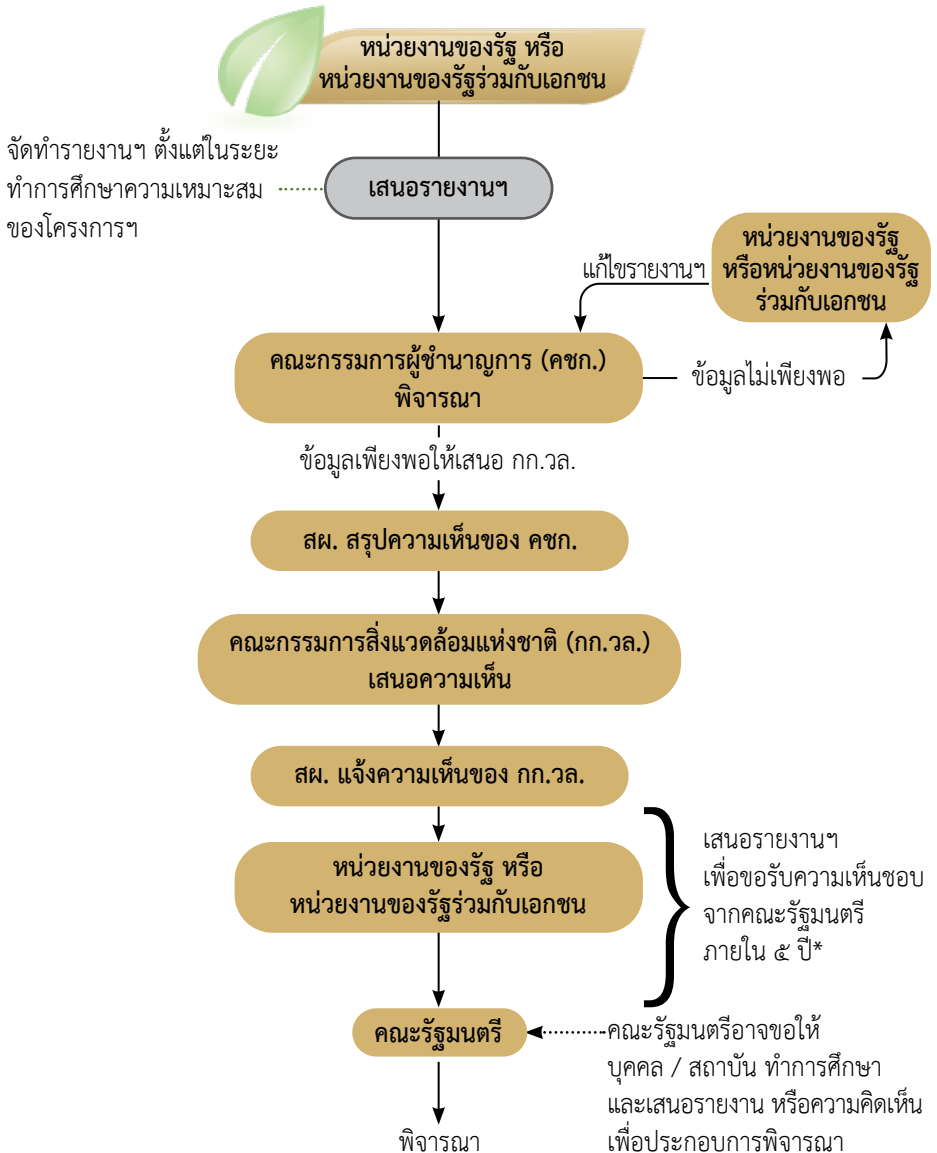 หน่วยงานของรัฐ หรือ
หน่วยงานของรัฐร่วมกับเอกชน
จัดทำรายงานฯ ตั้งแต่ในระยะ
ทำการศึกษาความเหมาะสม
ของโครงการฯ
เสนอรายงานฯ
หน่วยงานของรัฐ
หรือหน่วยงานของรัฐ
ร่วมกับเอกชน
แก้ไขรายงานฯ
คณะกรรมการผู้ชำนาญการ (คชก.)
พิจารณา
ข้อมูลไม่เพียงพอ
ข้อมูลเพียงพอให้เสนอ กก.วล.
สผ. สรุปความเห็นของ คชก.
คณะกรรมการสิ่งแวดล้อมแห่งชาติ (กก.วล.)
เสนอความเห็น
สผ. แจ้งความเห็นของ กก.วล.
หน่วยงานของรัฐ หรือ
หน่วยงานของรัฐร่วมกับเอกชน
เสนอรายงานฯ
เพื่อขอรับความเห็นชอบ
จากคณะรัฐมนตรี
ภายใน ๕ ปี*
คณะรัฐมนตรี
คณะรัฐมนตรีอาจขอให้
บุคคล / สถาบัน ทำการศึกษา
และเสนอรายงาน หรือความคิดเห็น
เพื่อประกอบการพิจารณา
พิจารณา